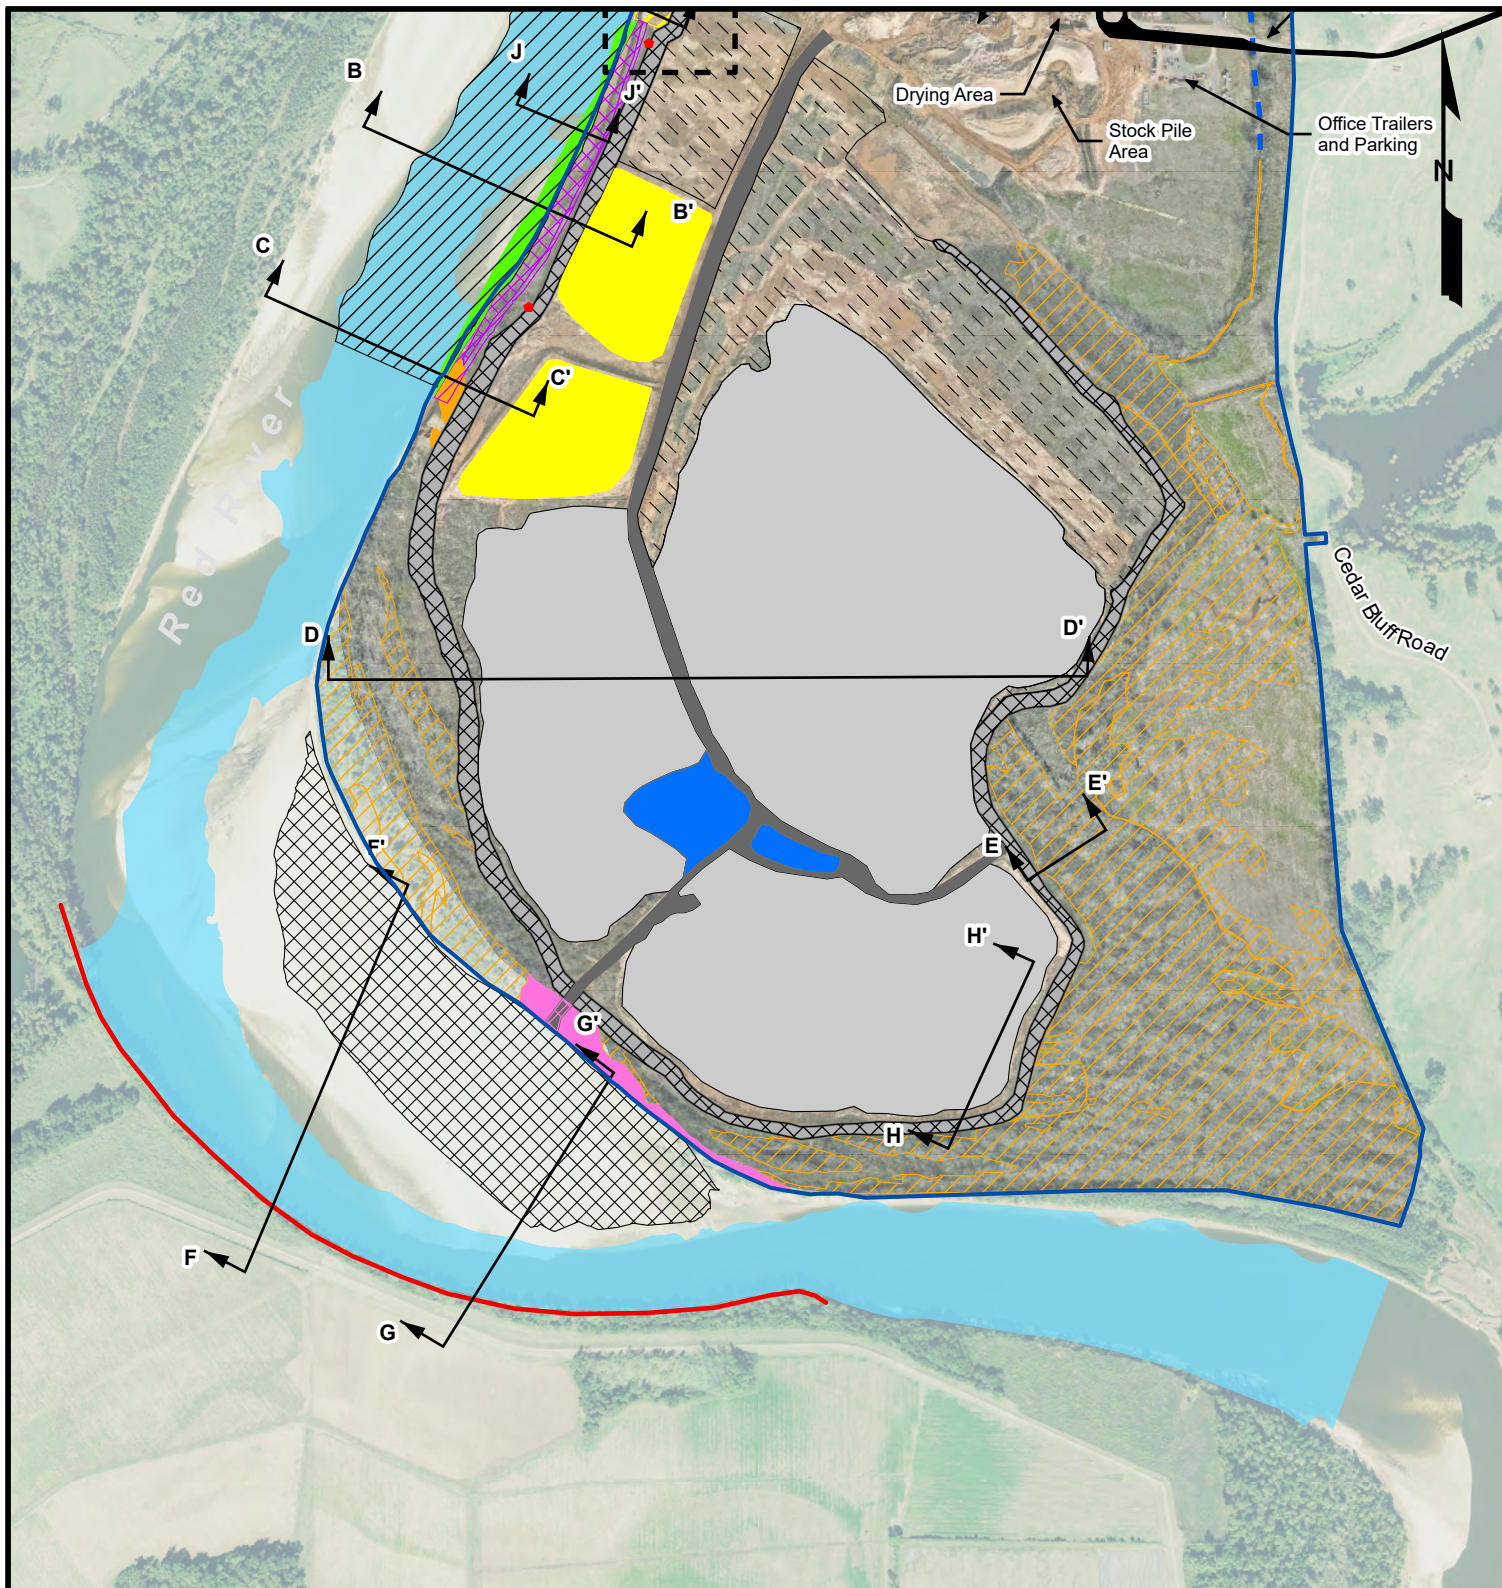 J
B
J'
Drying Area
Stock Pile
Area
Office Trailers
and Parking
N
B'
C
C'
Red River
Cedar Bluff Road
D
D'
E'
E
F'
H'
G'
H
F
G